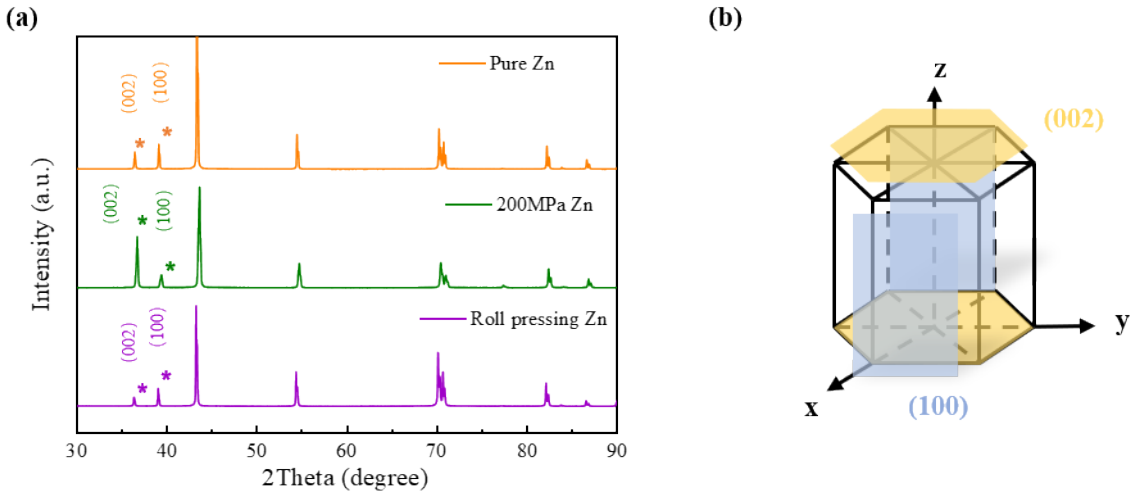 (a)
(b)
Intensity (a.u.)
Pure Zn
(002)
(100)
*
*
200MPa Zn
(002)
(100)
*
*
Roll pressing Zn
(002)
(100)
*
*
30 40 50 60 70 80 90
2Theta (degree)
z
(002)
y
x
(100)